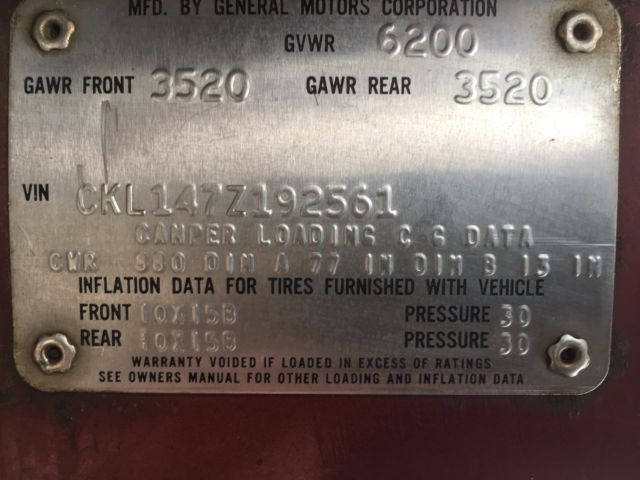 MFD. BY GENERAL MOTORS CORPORATION
GVWR 6200
GAWR FRONT 3520 GAWR REAR 3520
VIN CKL147Z192561
CAMPER LOADING C-G DATA
CWR 980 DIM A 77 IN DIM B 13 IN
INFLATION DATA FOR TIRES FURNISHED WITH VEHICLE
FRONT 10X15B PRESSURE 30
REAR 10X15B PRESSURE 30
WARRANTY VOIDED IF LOADED IN EXCESS OF RATINGS
SEE OWNERS MANUAL FOR OTHER LOADING AND INFLATION DATA